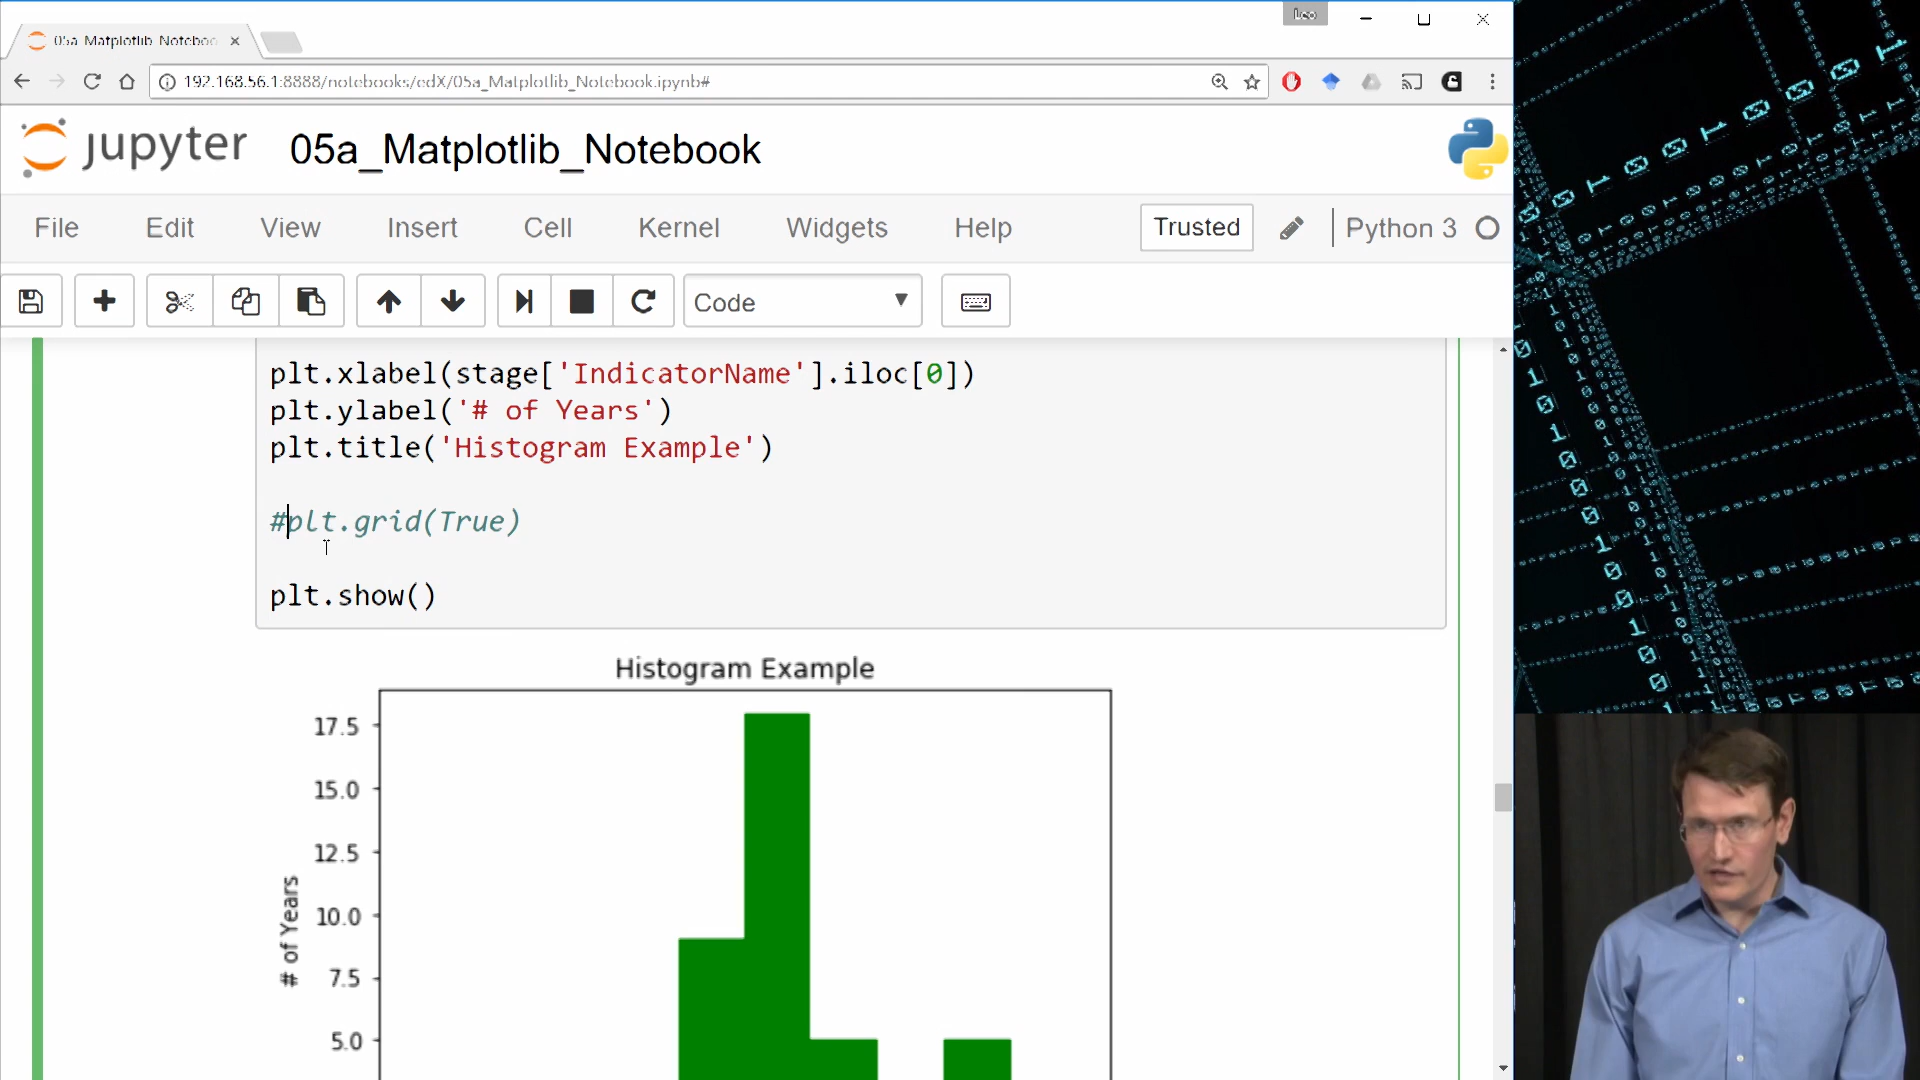 Leo
05a_Matplotlib_Noteboo
192.168.56.1:8888/notebooks/edX/05a_Matplotlib_Notebook.ipynb#
jupyter 05a_Matplotlib_Notebook
File Edit View Insert Cell Kernel Widgets Help Trusted Python 3
Code
plt.xlabel(stage['IndicatorName'].iloc[0])
plt.ylabel('# of Years')
plt.title('Histogram Example')
#plt.grid(True)
plt.show()
Histogram Example
17.5
15.0
12.5
10.0
7.5
5.0
# of Years